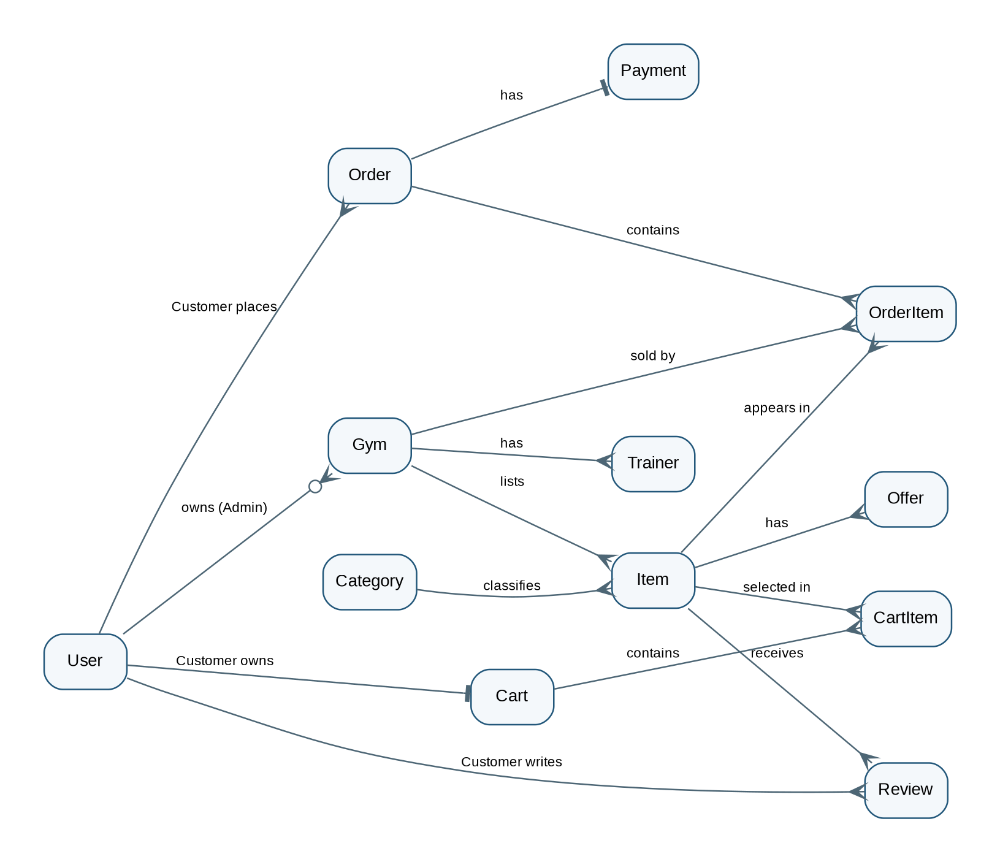 Payment
has
Order
contains
Customer places
OrderItem
sold by
appears in
Gym
has
Trainer
lists
Offer
owns (Admin)
has
Category
classifies
Item
selected in
CartItem
User
Customer owns
contains
receives
Cart
Customer writes
Review